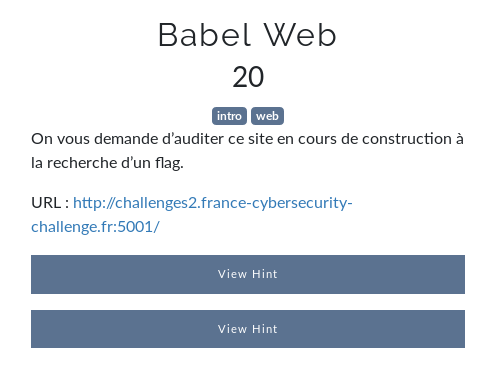 Babel Web
20
intro web
On vous demande d’auditer ce site en cours de construction à
la recherche d’un flag.
URL : http://challenges2.france-cybersecurity-
challenge.fr:5001/
View Hint
View Hint